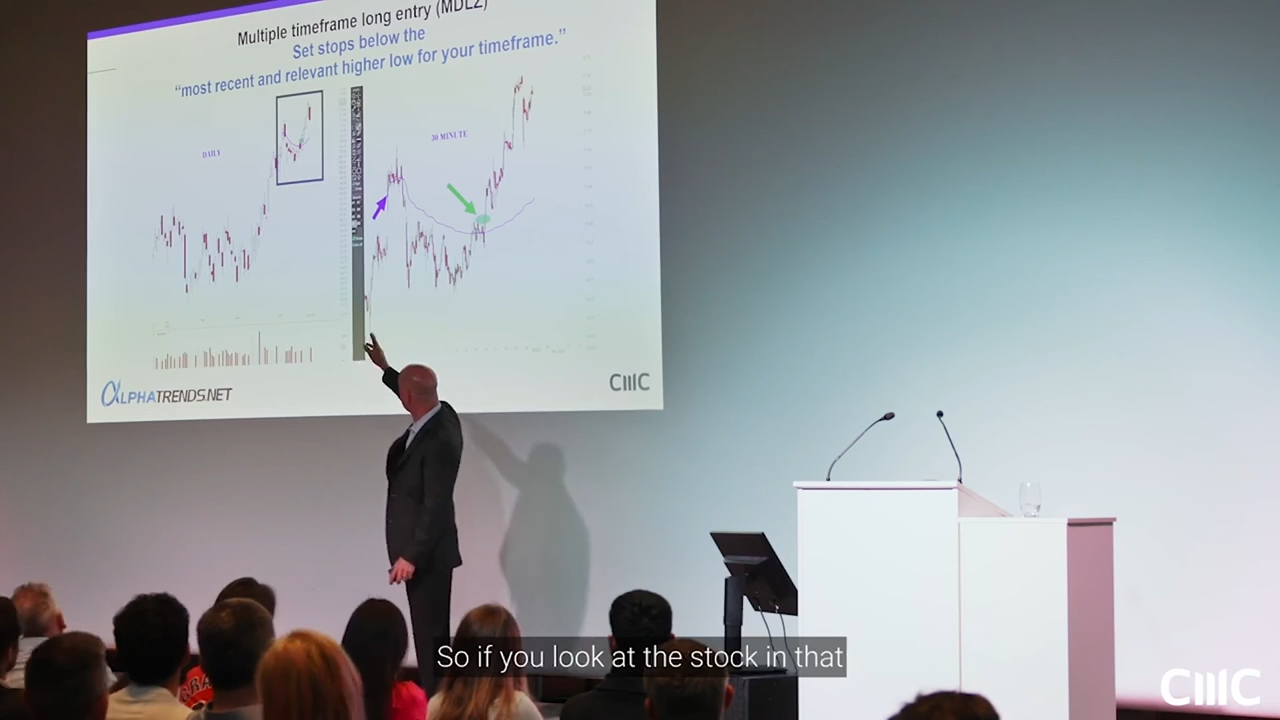 Multiple timeframe long entry (MDLZ)
Set stops below the
“most recent and relevant higher low for your timeframe.”
DAILY
30 MINUTE
ALPHATRENDS.NET
CMC
So if you look at the stock in that
CMC